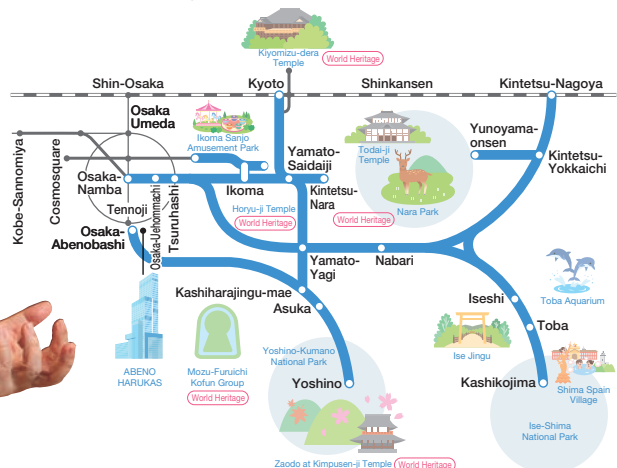 Kiyomizu-dera
Temple
World Heritage
Shin-Osaka
Kyoto
Shinkansen
Kintetsu-Nagoya
Osaka
Umeda
Ikoma Sanjo
Amusement Park
Yamato-
Saidaiji
Todai-ji
Temple
Yunoyama-
onsen
Kintetsu-
Yokkaichi
Kobe-Sannomiya
Cosmosquare
Osaka-
Namba
Osaka-Uehommachi
Tsuruhashi
Ikoma
Kintetsu-
Nara
Nara Park
World Heritage
Tennoji
Horyu-ji Temple
World Heritage
Osaka-
Abenobashi
Yamato-
Yagi
Nabari
Kashiharajingu-mae
Asuka
Iseshi
Toba
Toba Aquarium
Ise Jingu
ABENO
HARUKAS
Mozu-Furuichi
Kofun Group
World Heritage
Yoshino-Kumano
National Park
Yoshino
Kashikojima
Shima Spain
Village
Ise-Shima
National Park
Zaodo at Kimpusen-ji Temple
World Heritage